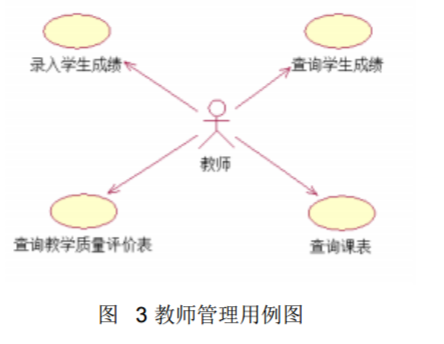 录入学生成绩
查询学生成绩
教师
查询教学质量评价表
查询课表
图 3 教师管理用例图